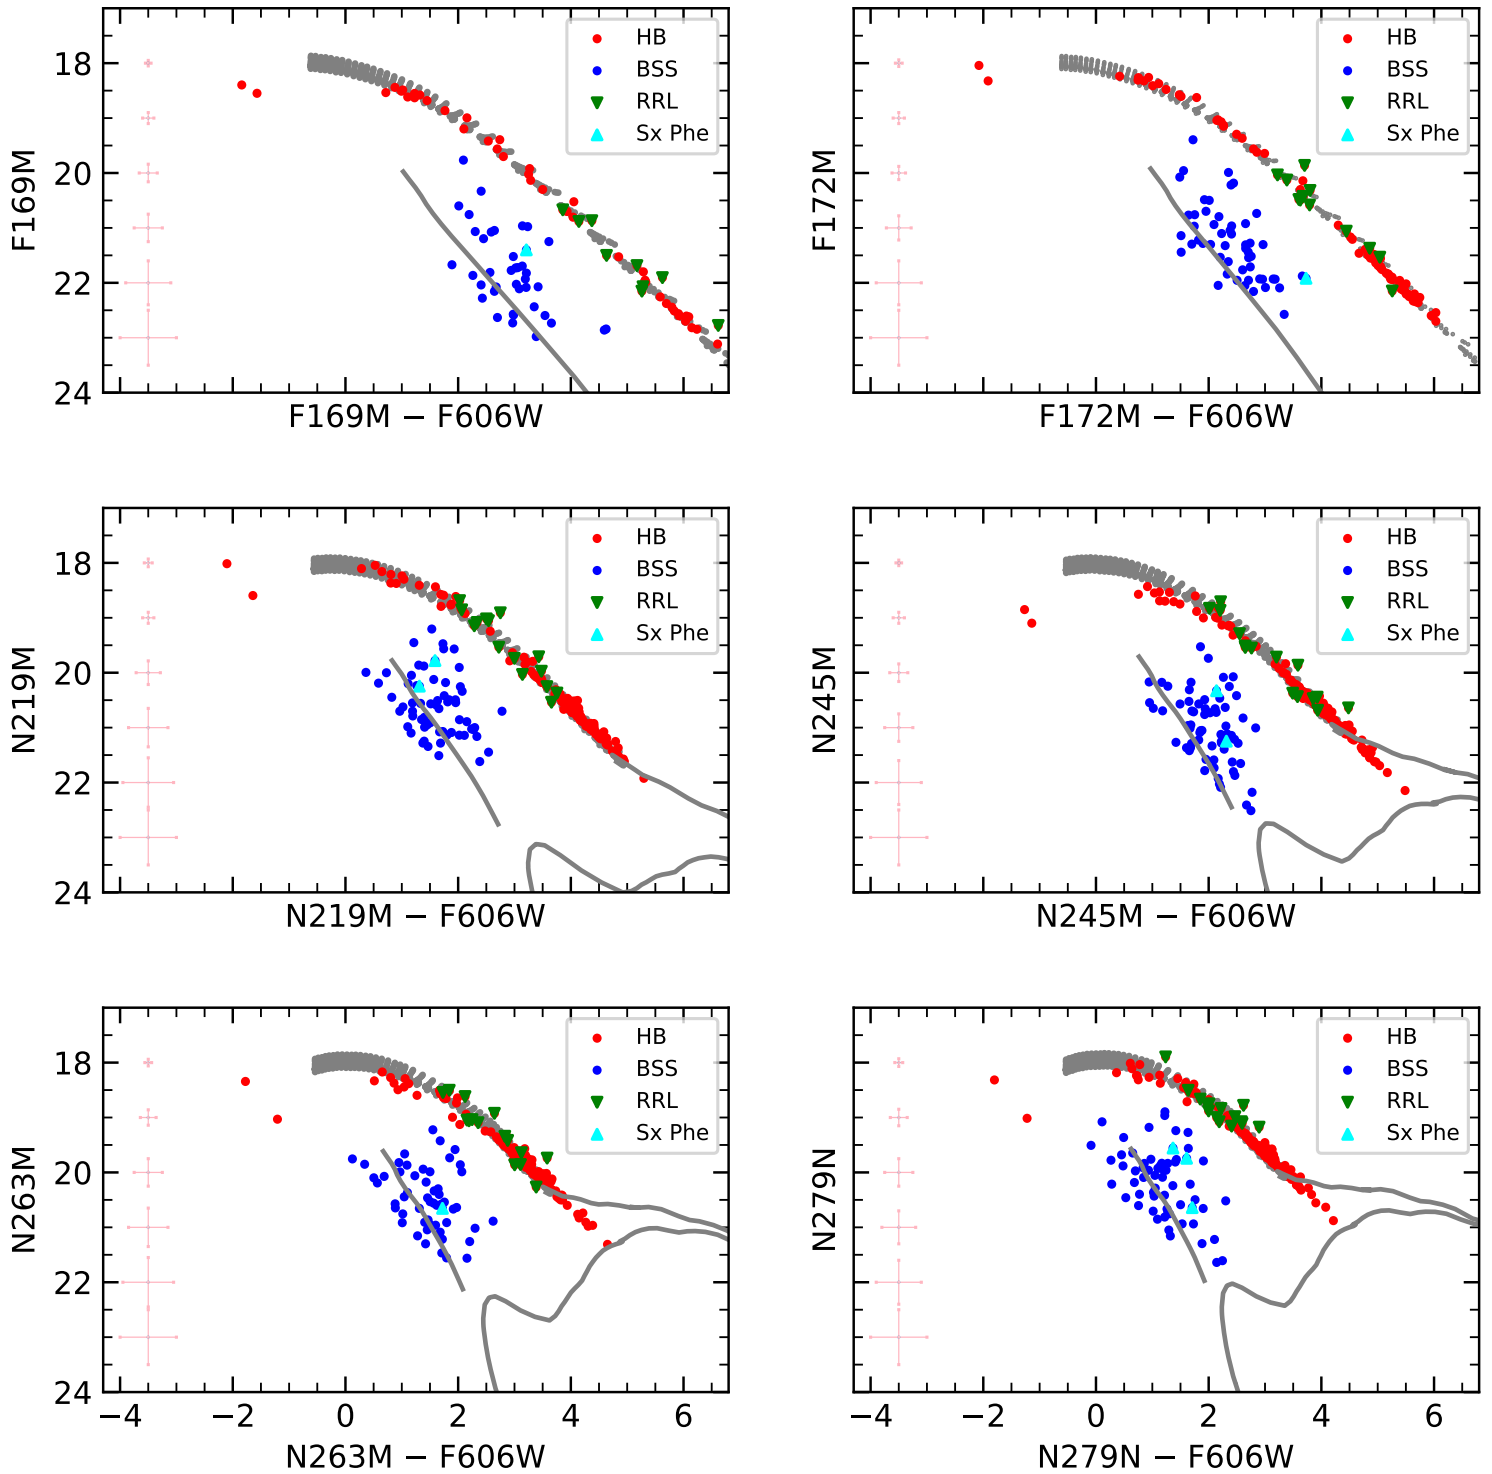 HB
BSS
RRL
Sx Phe
18
20
22
24
F169M
F169M − F606W
HB
BSS
RRL
Sx Phe
F172M
F172M − F606W
HB
BSS
RRL
Sx Phe
18
20
22
24
N219M
N219M − F606W
HB
BSS
RRL
Sx Phe
N245M
N245M − F606W
HB
BSS
RRL
Sx Phe
18
20
22
24
N263M
−4 −2 0 2 4 6
N263M − F606W
HB
BSS
RRL
Sx Phe
N279N
−4 −2 0 2 4 6
N279N − F606W